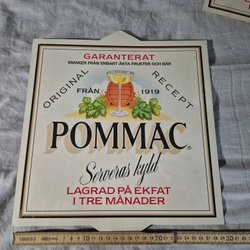 GARANTERAT
SMAKER FRÅN ENBART ÄKTA FRUKTER OCH BÄR
ORIGINAL RECEPT
FRÅN 1919
POMMAC®
Serveras kyld
LAGRAD PÅ EKFAT
I TRE MÅNADER